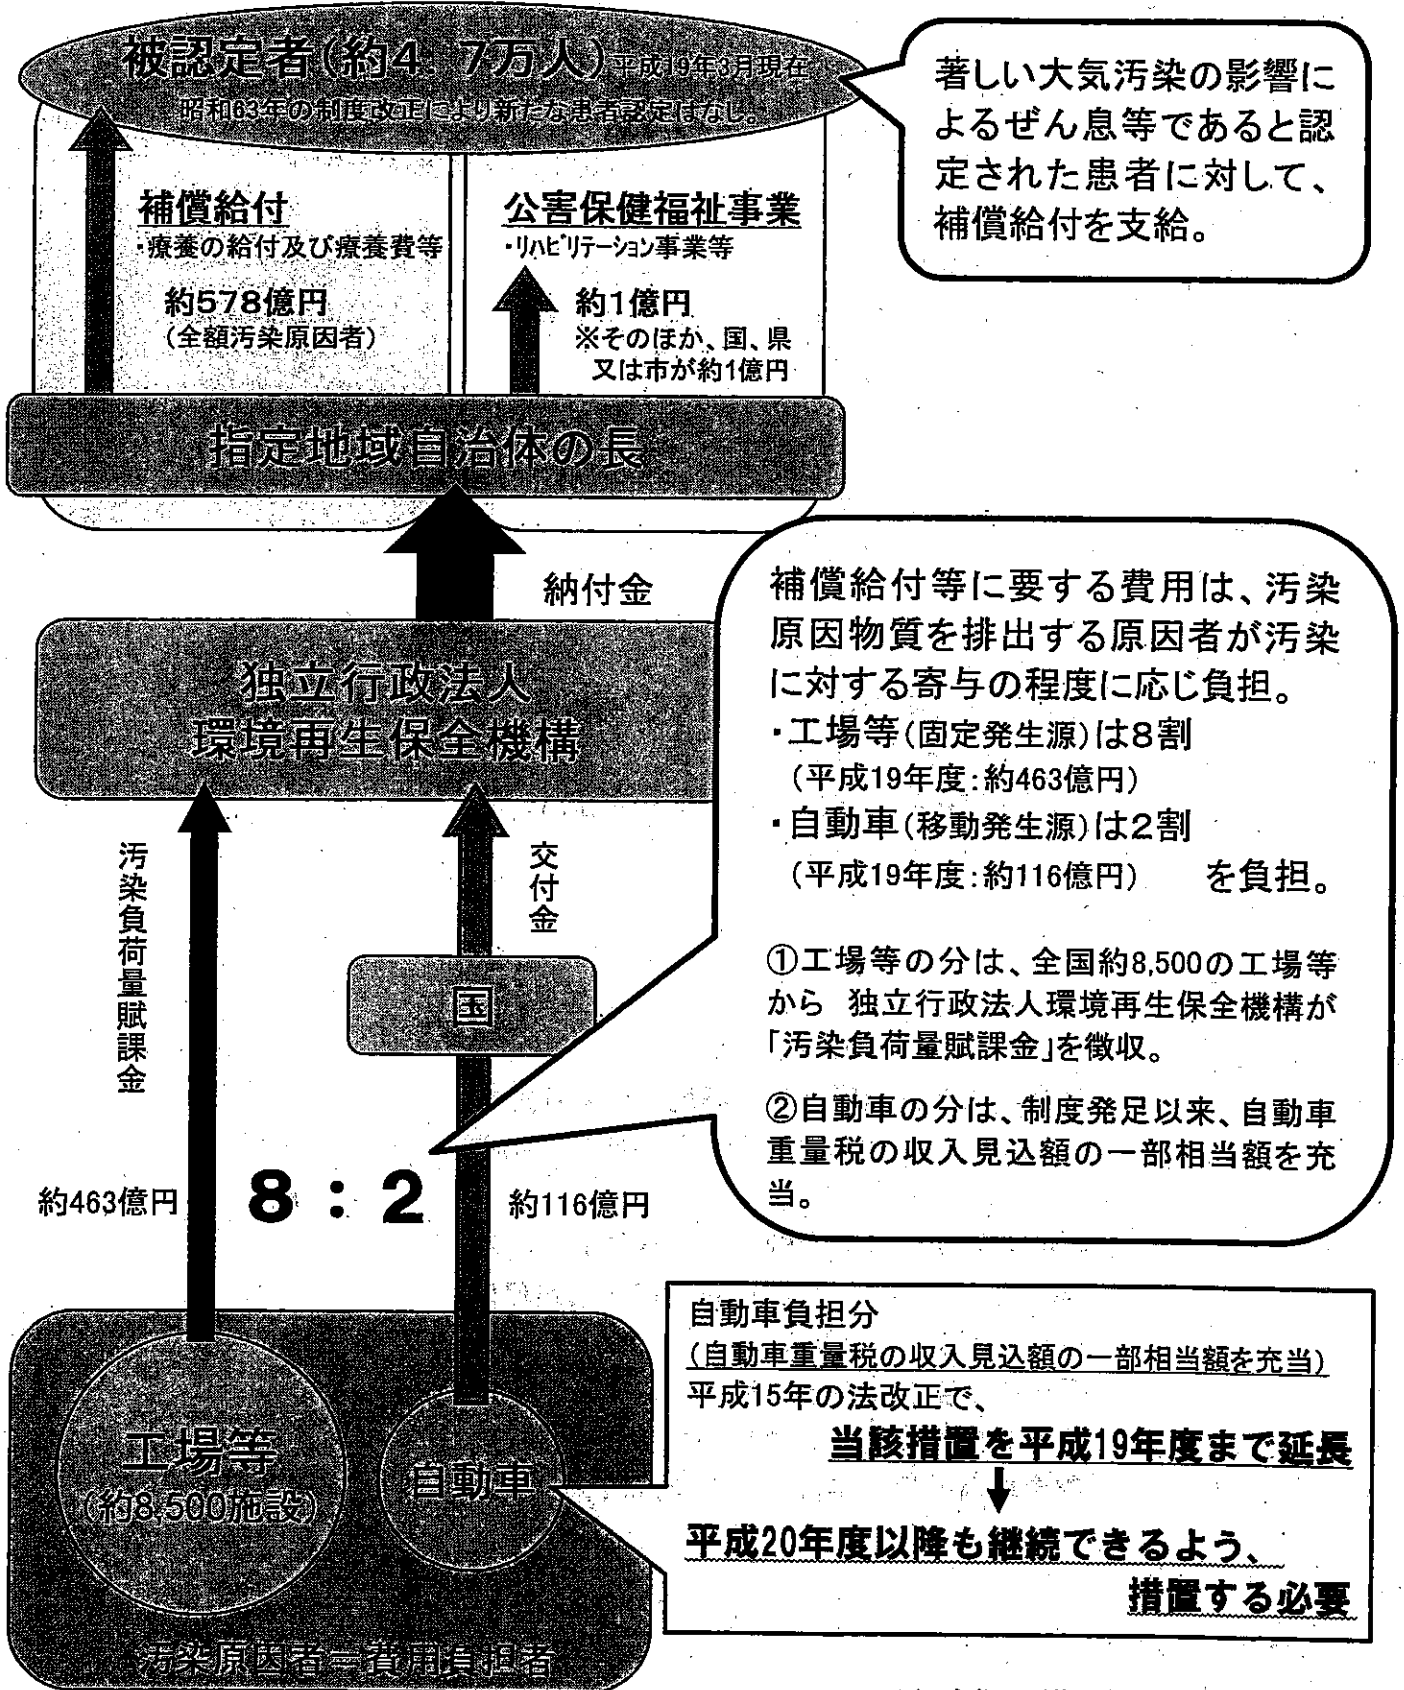 被認定者(約4．7万人)平成19年3月現在
昭和63年の制度改正により新たな患者認定はなし。
著しい大気汚染の影響に
よるぜん息等であると認
定された患者に対して、
補償給付を支給。
補償給付
・療養の給付及び療養費等
約578億円
(全額汚染原因者)
公害保健福祉事業
・リハビリテーション事業等
約1億円
※そのほか、国、県
又は市が約1億円
指定地域自治体の長
納付金
独立行政法人
環境再生保全機構
補償給付等に要する費用は、汚染
原因物質を排出する原因者が汚染
に対する寄与の程度に応じ負担。
・工場等(固定発生源)は8割
(平成19年度:約463億円)
・自動車(移動発生源)は2割
(平成19年度:約116億円)　を負担。
①工場等の分は、全国約8,500の工場等
から 独立行政法人環境再生保全機構が
「汚染負荷量賦課金」を徴収。
②自動車の分は、制度発足以来、自動車
重量税の収入見込額の一部相当額を充
当。
汚染負荷量賦課金
交付金
国
約463億円
8：2
約116億円
工場等
(約8,500施設)
自動車
汚染原因者＝費用負担者
自動車負担分
(自動車重量税の収入見込額の一部相当額を充当)
平成15年の法改正で、
当該措置を平成19年度まで延長
平成20年度以降も継続できるよう、
措置する必要